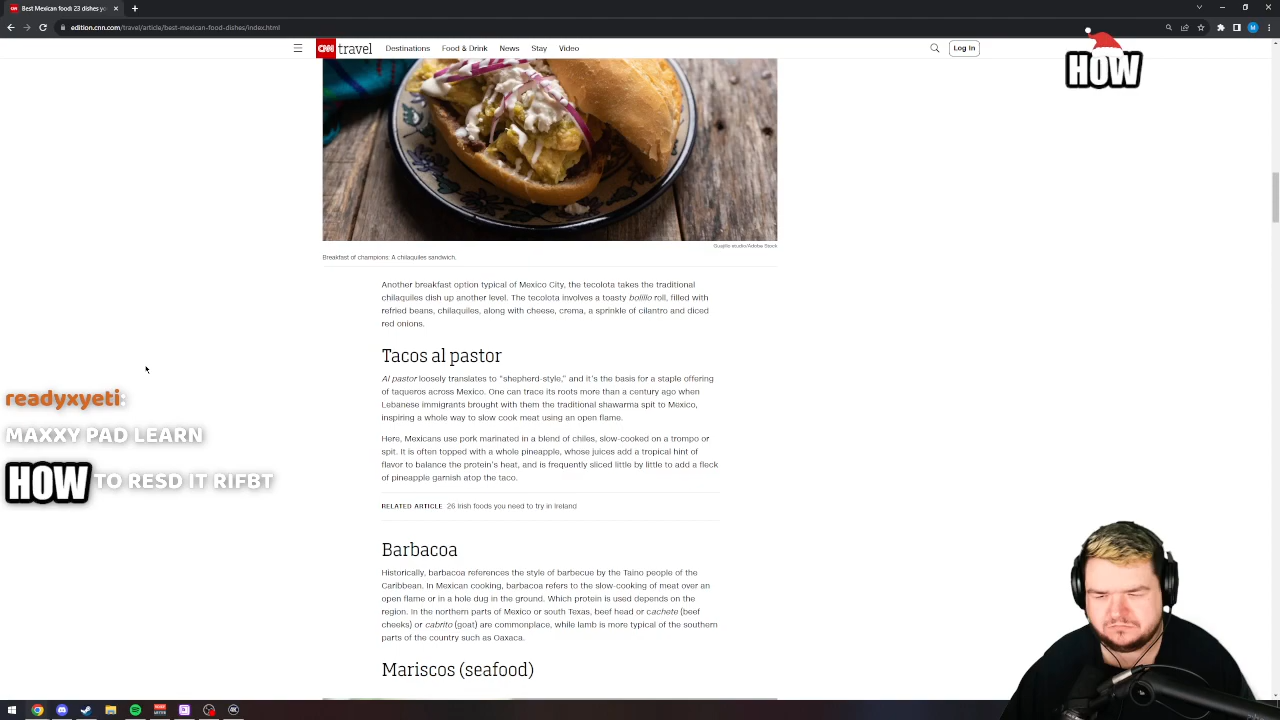 Best Mexican food: 23 dishes yo
edition.cnn.com/travel/article/best-mexican-food-dishes/index.html
CNN travel Destinations Food & Drink News Stay Video Log In
HOW
Breakfast of champions: A chilaquiles sandwich.
Another breakfast option typical of Mexico City, the tecolota takes the traditional
chilaquiles dish up another level. The tecolota involves a toasty bolillo roll, filled with
refried beans, chilaquiles, along with cheese, crema, a sprinkle of cilantro and diced
red onions.
Tacos al pastor
Al pastor loosely translates to "shepherd-style," and it's the basis for a staple offering
of taqueros across Mexico. One can trace its roots more than a century ago when
Lebanese immigrants brought with them the traditional shawarma spit to Mexico,
inspiring a whole way to slow cook meat using an open flame.
Here, Mexicans use pork marinated in a blend of chiles, slow-cooked on a trompo or
spit. It is often topped with a whole pineapple, whose juices add a tropical hint of
flavor to balance the protein's heat, and is frequently sliced little by little to add a fleck
of pineapple garnish atop the taco.
RELATED ARTICLE 26 Irish foods you need to try in Ireland
Barbacoa
Historically, barbacoa references the style of barbecue by the Taino people of the
Caribbean. In Mexican cooking, barbacoa refers to the slow-cooking of meat over an
open flame or in a hole dug in the ground. Which protein is used depends on the
region. In the northern parts of Mexico or south Texas, beef head or cachete (beef
cheeks) or cabrito (goat) are commonplace, while lamb is more typical of the southern
parts of the country such as Oaxaca.
Mariscos (seafood)
readyxyeti:
MAXXY PAD LEARN
HOW TO RESD IT RIFBT